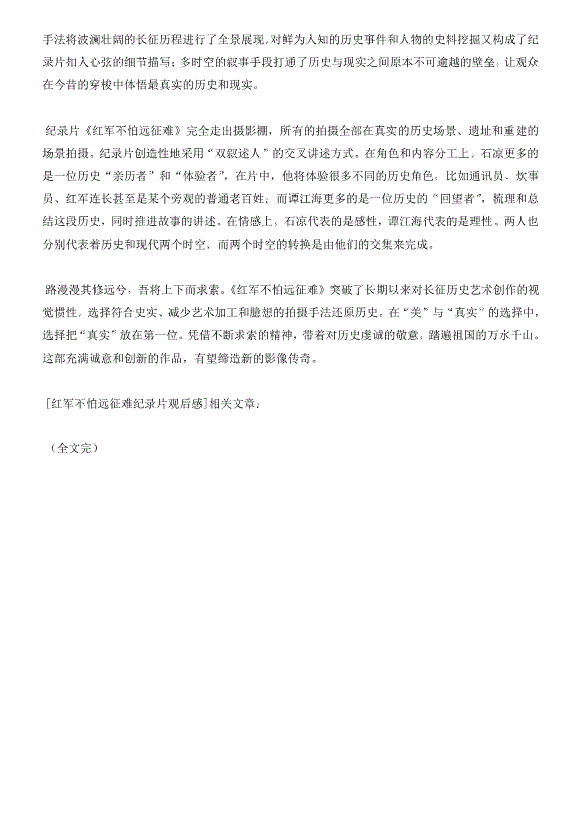 手法将波澜壮阔的长征历程进行了全景展现，对鲜为人知的历史事件和人物的史料挖掘又构成了纪
录片扣人心弦的细节描写；多时空的叙事手段打通了历史与现实之间原本不可逾越的壁垒，让观众
在今昔的穿梭中体悟最真实的历史和现实。
纪录片《红军不怕远征难》完全走出摄影棚，所有的拍摄全部在真实的历史场景、遗址和重建的
场景拍摄。纪录片创造性地采用“双叙述人”的交叉讲述方式。在角色和内容分工上，石凉更多的
是一位历史“亲历者”和“体验者”，在片中，他将体验很多不同的历史角色，比如通讯员、炊事
员、红军连长甚至是某个旁观的普通老百姓；而谭江海更多的是一位历史的“回望者”，梳理和总
结这段历史，同时推进故事的讲述。在情感上，石凉代表的是感性，谭江海代表的是理性。两人也
分别代表着历史和现代两个时空，而两个时空的转换是由他们的交集来完成。
路漫漫其修远兮，吾将上下而求索。《红军不怕远征难》突破了长期以来对长征历史艺术创作的视
觉惯性，选择符合史实、减少艺术加工和臆想的拍摄手法还原历史。在“美”与“真实”的选择中，
选择把“真实”放在第一位。凭借不断求索的精神，带着对历史虔诚的敬意，踏遍祖国的万水千山。
这部充满诚意和创新的作品，有望缔造新的影像传奇。
[红军不怕远征难纪录片观后感]相关文章：
（全文完）